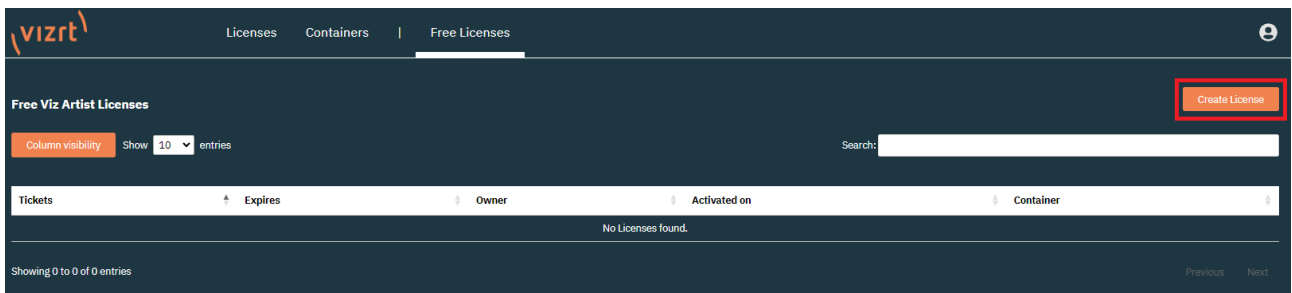 vizrt
Licenses Containers | Free Licenses
Create License
Free Viz Artist Licenses
Column visibility Show 10 entries Search:
Tickets Expires Owner Activated on Container
No Licenses found.
Showing 0 to 0 of 0 entries Previous Next